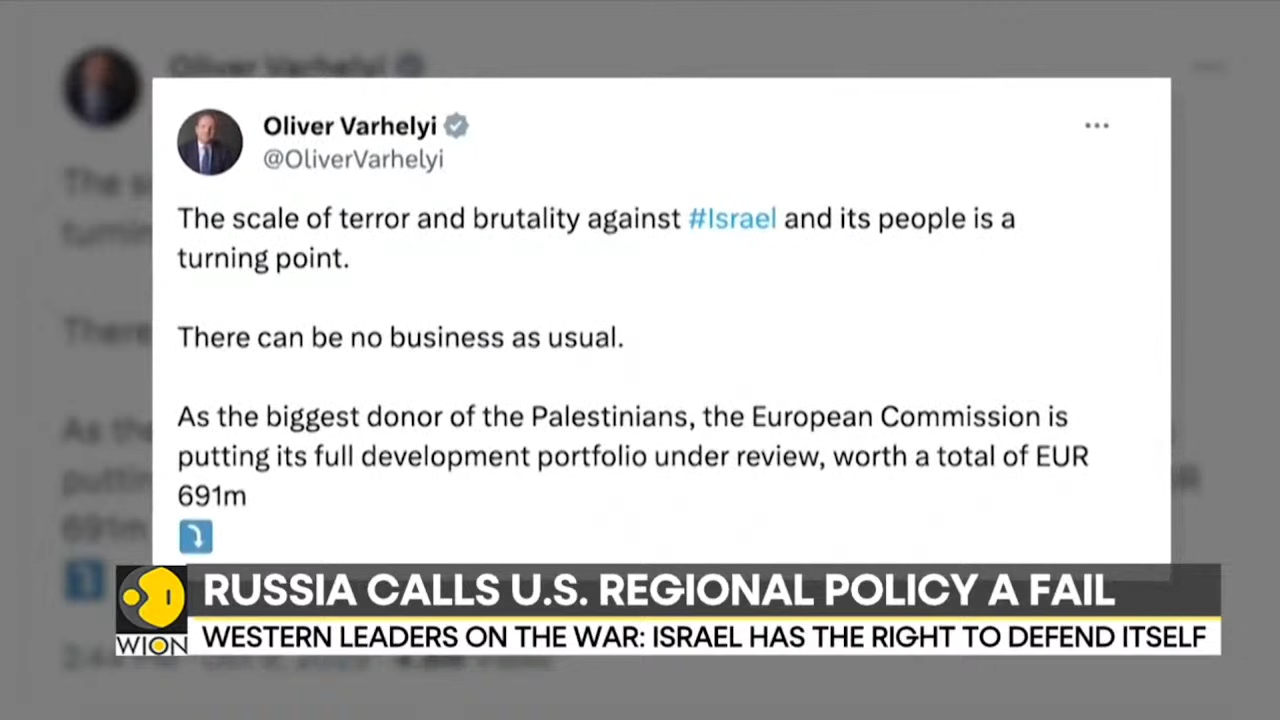 Oliver Varhelyi
@OliverVarhelyi
The scale of terror and brutality against #Israel and its people is a
turning point.
There can be no business as usual.
As the biggest donor of the Palestinians, the European Commission is
putting its full development portfolio under review, worth a total of EUR
691m
RUSSIA CALLS U.S. REGIONAL POLICY A FAIL
WION
WESTERN LEADERS ON THE WAR: ISRAEL HAS THE RIGHT TO DEFEND ITSELF